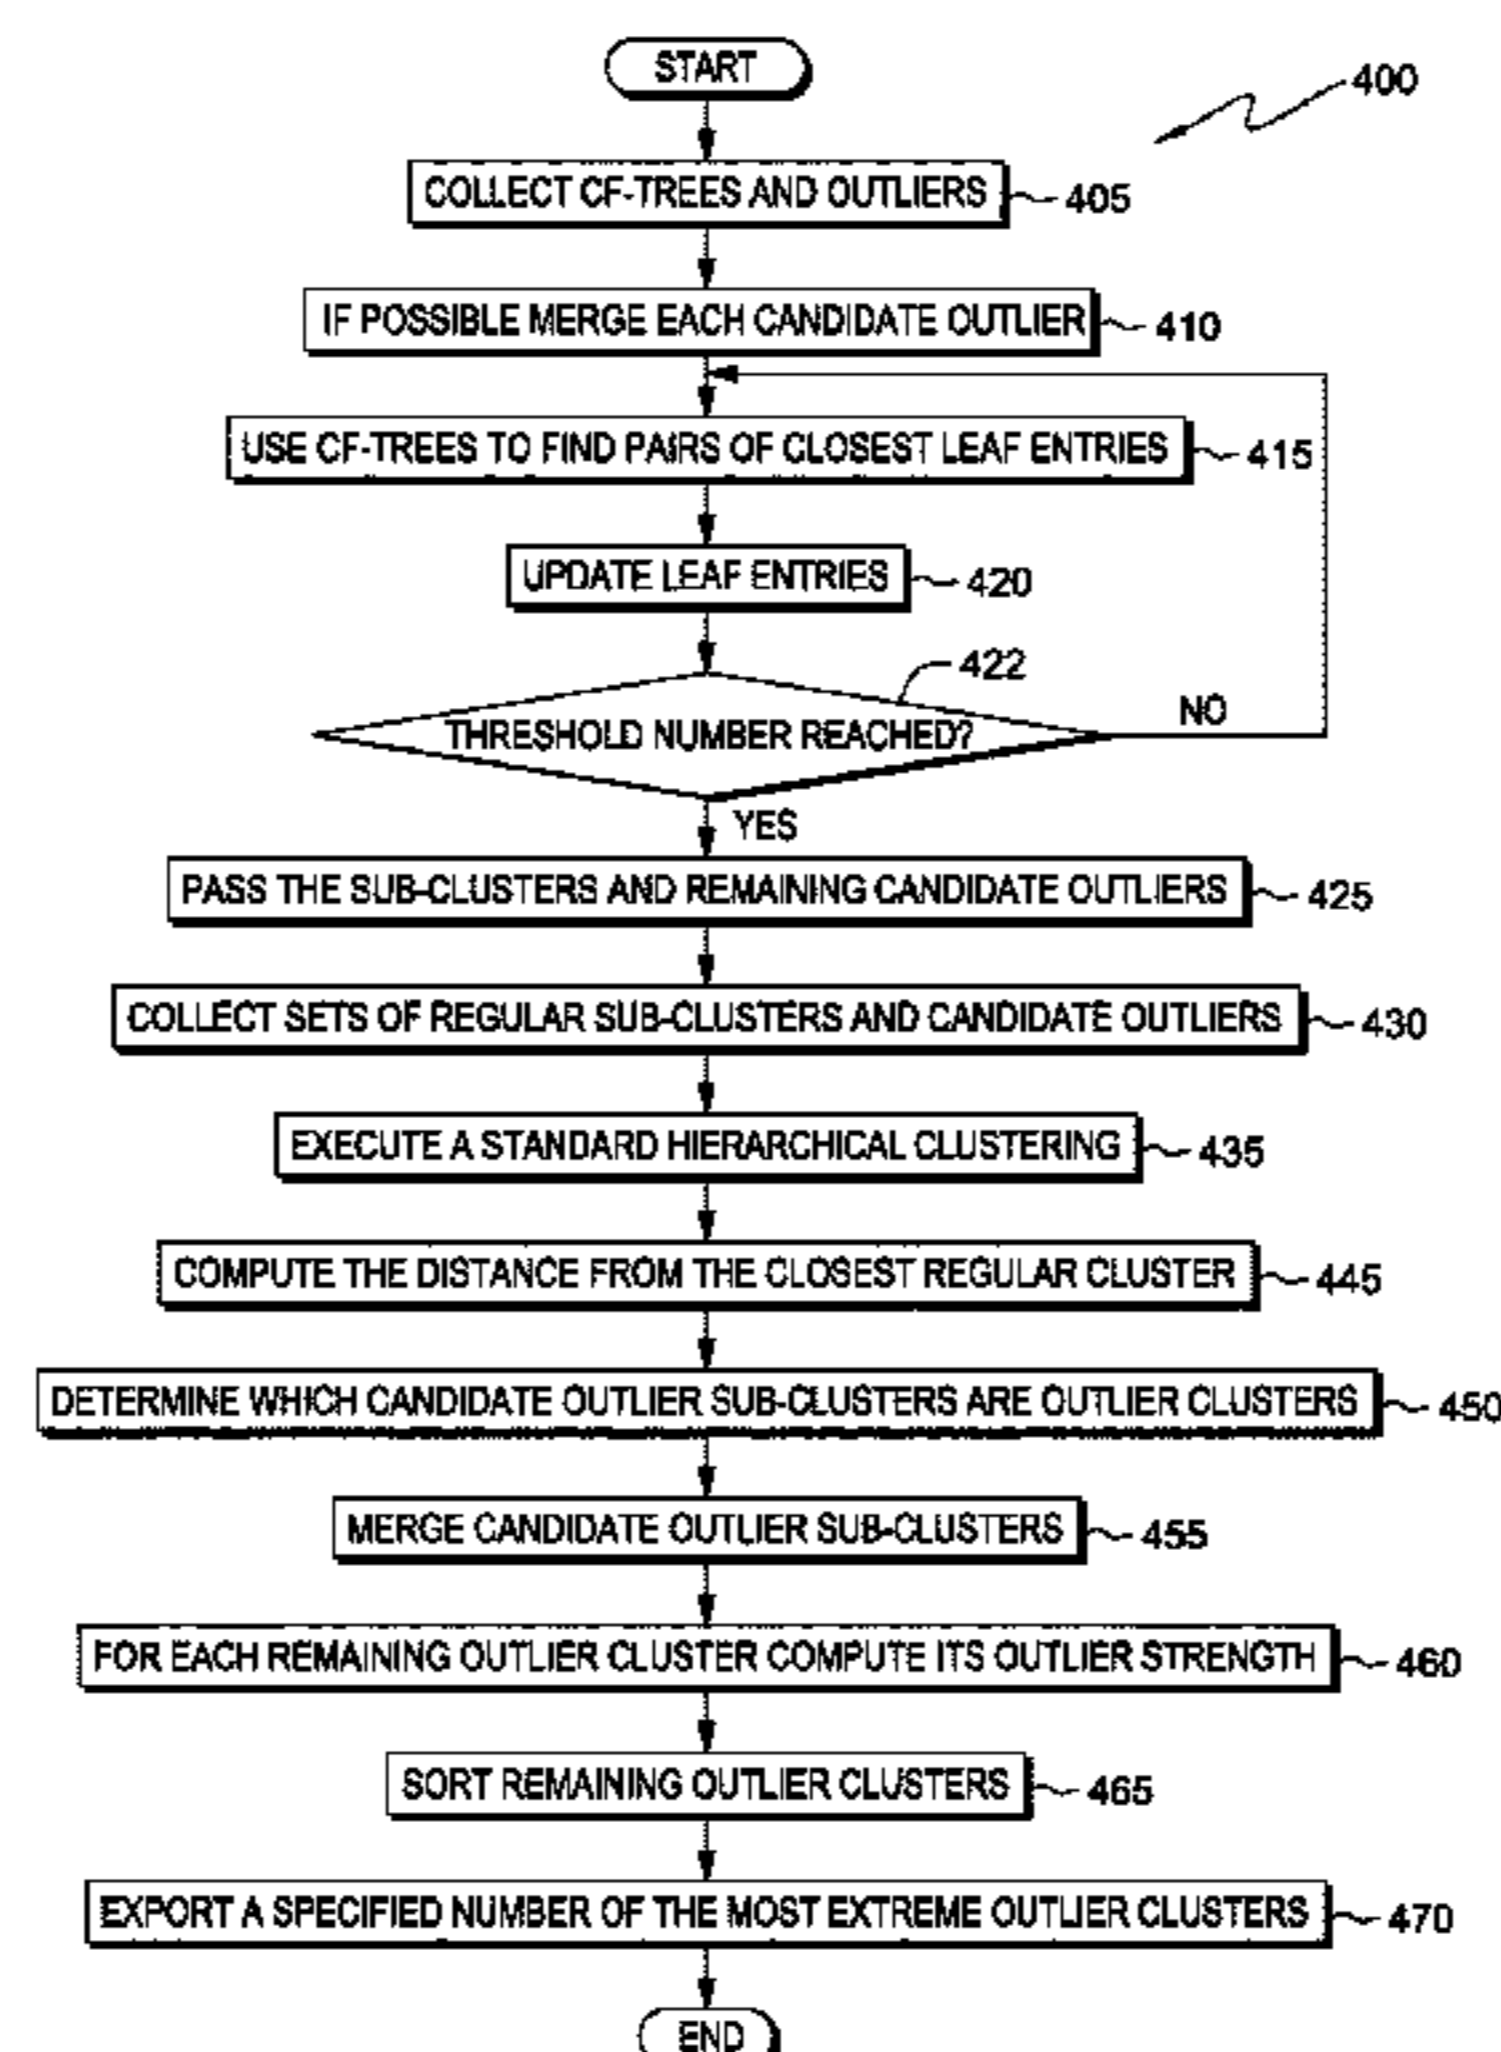 START
400
COLLECT CF-TREES AND OUTLIERS
405
IF POSSIBLE MERGE EACH CANDIDATE OUTLIER
410
USE CF-TREES TO FIND PAIRS OF CLOSEST LEAF ENTRIES
415
UPDATE LEAF ENTRIES
420
422
THRESHOLD NUMBER REACHED?
NO
YES
PASS THE SUB-CLUSTERS AND REMAINING CANDIDATE OUTLIERS
425
COLLECT SETS OF REGULAR SUB-CLUSTERS AND CANDIDATE OUTLIERS
430
EXECUTE A STANDARD HIERARCHICAL CLUSTERING
435
COMPUTE THE DISTANCE FROM THE CLOSEST REGULAR CLUSTER
445
DETERMINE WHICH CANDIDATE OUTLIER SUB-CLUSTERS ARE OUTLIER CLUSTERS
450
MERGE CANDIDATE OUTLIER SUB-CLUSTERS
455
FOR EACH REMAINING OUTLIER CLUSTER COMPUTE ITS OUTLIER STRENGTH
460
SORT REMAINING OUTLIER CLUSTERS
465
EXPORT A SPECIFIED NUMBER OF THE MOST EXTREME OUTLIER CLUSTERS
470
END